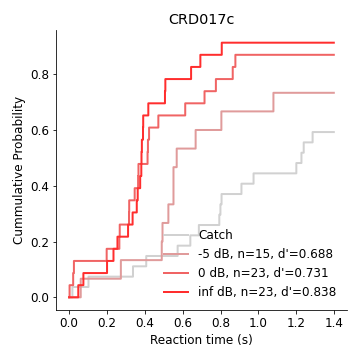 CRD017c
Cummulative Probability
0.8
0.6
0.4
0.2
0.0
Catch
-5 dB, n=15, d'=0.688
0 dB, n=23, d'=0.731
inf dB, n=23, d'=0.838
0.0 0.2 0.4 0.6 0.8 1.0 1.2 1.4
Reaction time (s)